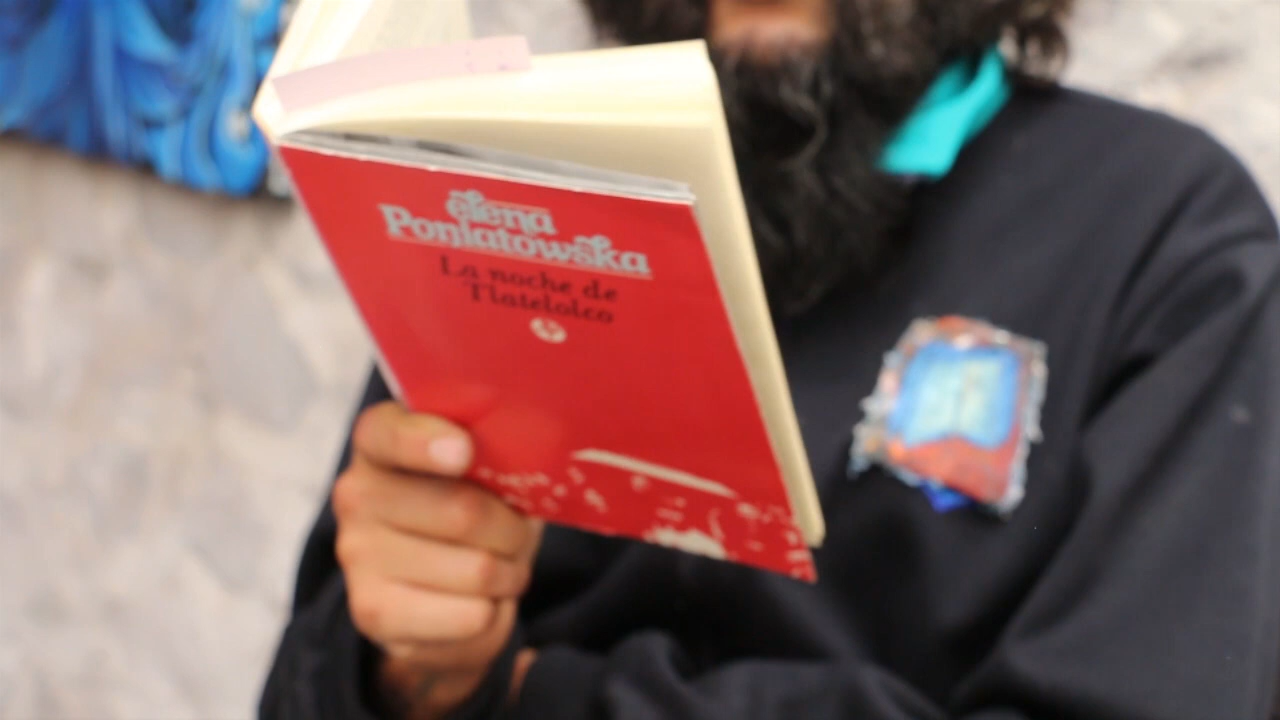 elena
Poniatowska
La noche de
Tlatelolco